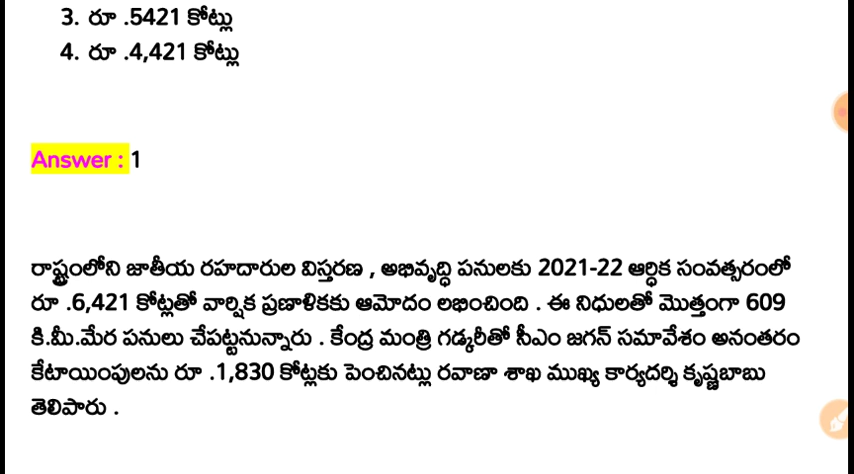 3. రూ .5421 కోట్లు
4. రూ .4,421 కోట్లు
Answer : 1
రాష్ట్రంలోని జాతీయ రహదారుల విస్తరణ , అభివృద్ధి పనులకు 2021-22 ఆర్థిక సంవత్సరంలో
రూ .6,421 కోట్లతో వార్షిక ప్రణాళికకు ఆమోదం లభించింది . ఈ నిధులతో మొత్తంగా 609
కి.మీ.మేర పనులు చేపట్టనున్నారు . కేంద్ర మంత్రి గడ్కరీతో సీఎం జగన్ సమావేశం అనంతరం
కేటాయింపులను రూ .1,830 కోట్లకు పెంచినట్లు రవాణా శాఖ ముఖ్య కార్యదర్శి కృష్ణబాబు
తెలిపారు .